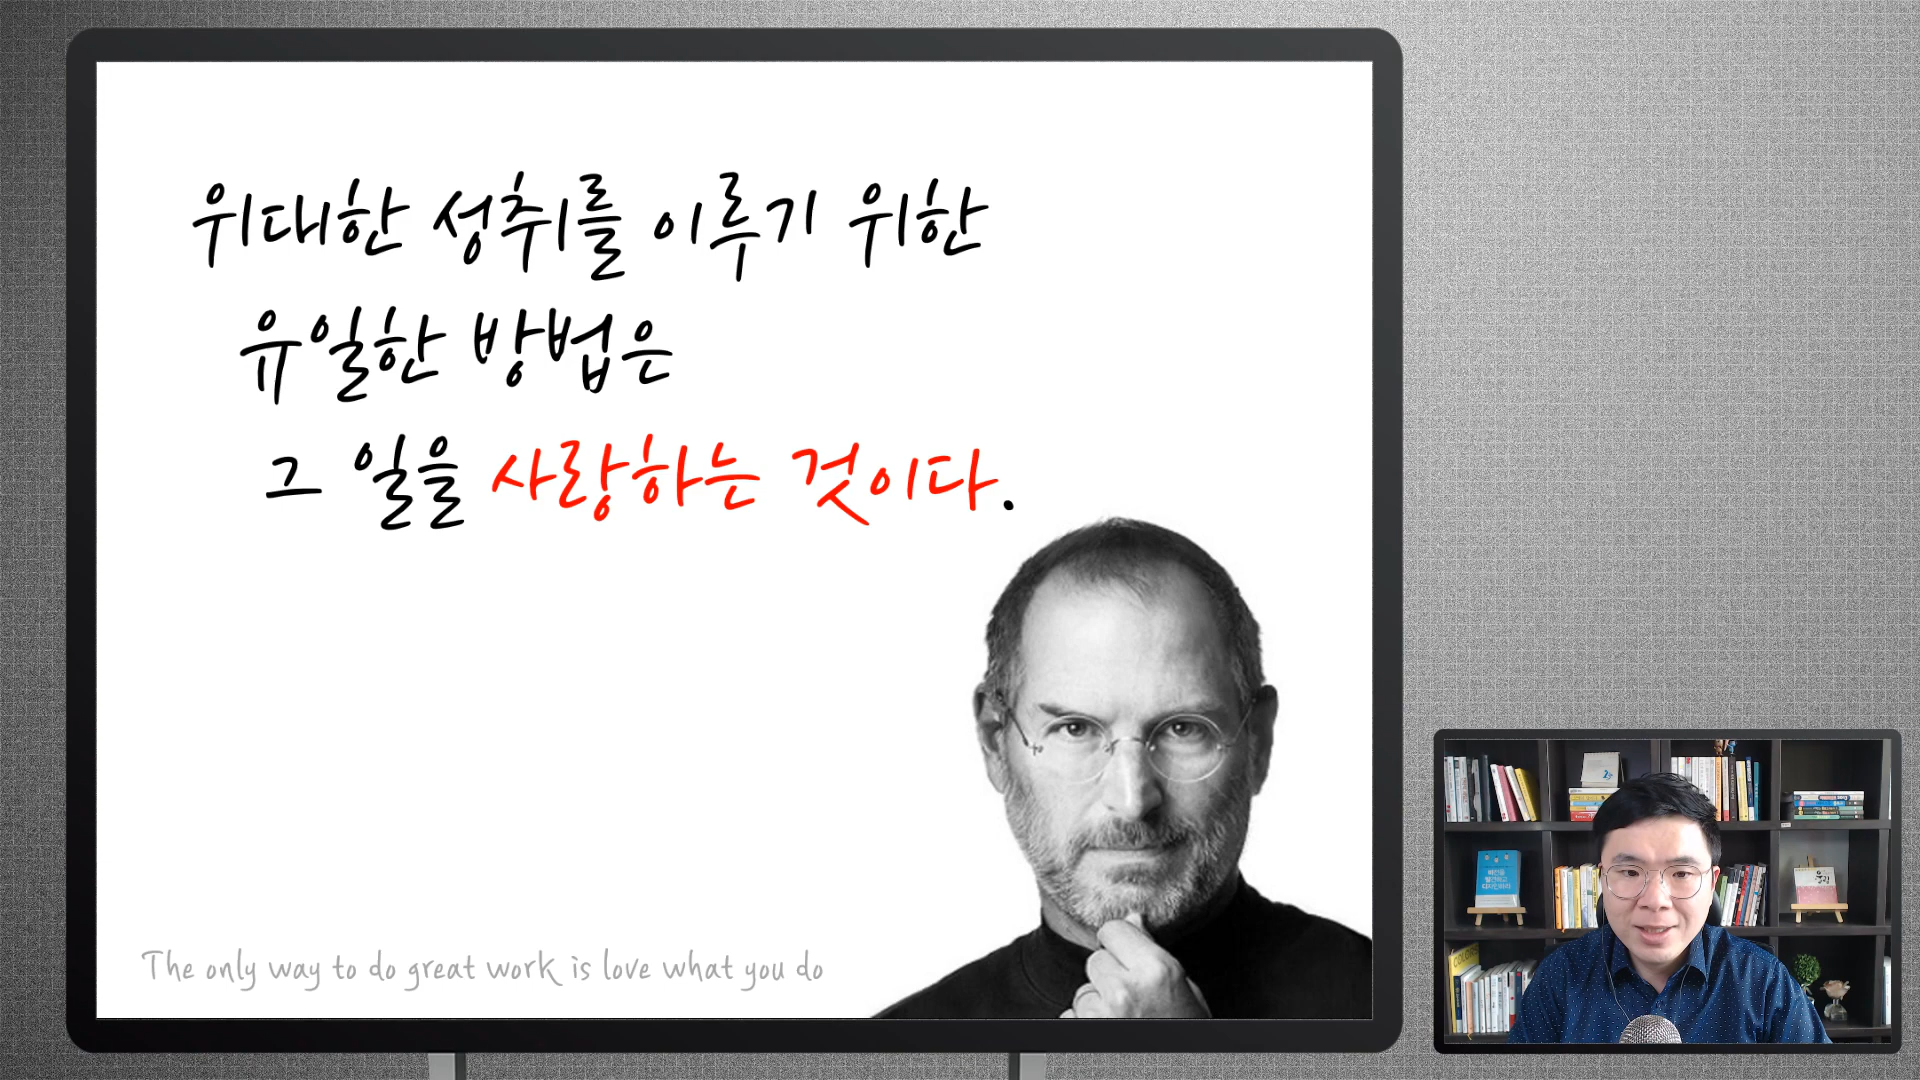 위대한 성취를 이루기 위한
유일한 방법은
그 일을 사랑하는 것이다.
The only way to do great work is love what you do